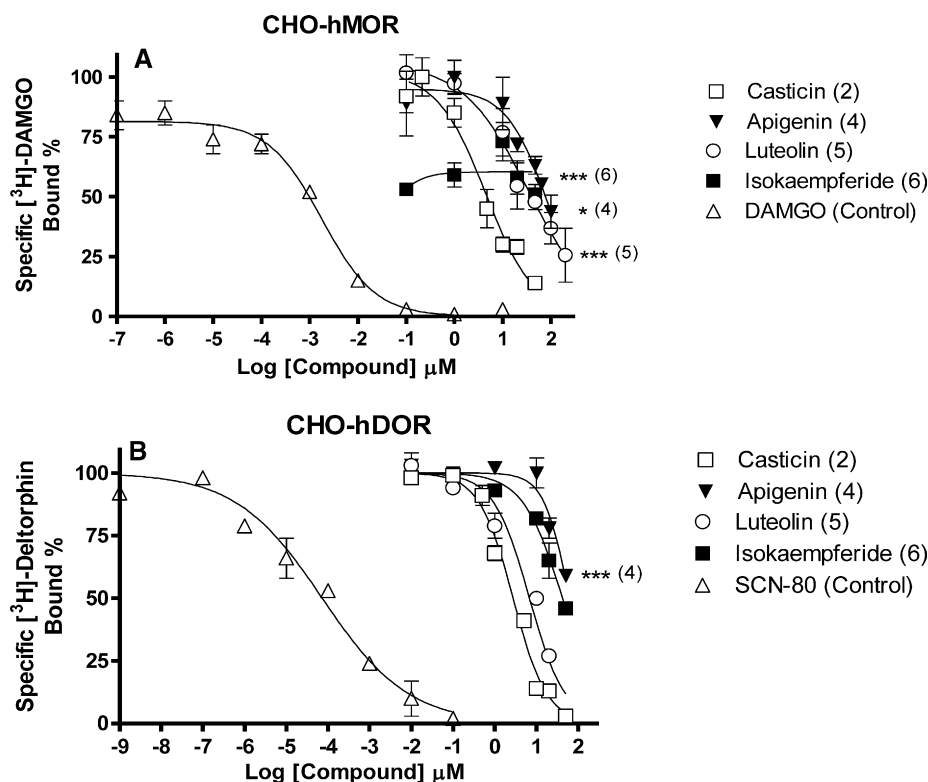 CHO-hMOR
A
Specific [³H]-DAMGO
Bound %
100
75
50
25
0
-7 -6 -5 -4 -3 -2 -1 0 1 2
Log [Compound] μM
*** (6)
* (4)
*** (5)
Casticin (2)
Apigenin (4)
Luteolin (5)
Isokaempferide (6)
DAMGO (Control)
CHO-hDOR
B
Specific [³H]-Deltorphin
Bound %
100
75
50
25
0
-9 -8 -7 -6 -5 -4 -3 -2 -1 0 1 2
Log [Compound] μM
*** (4)
Casticin (2)
Apigenin (4)
Luteolin (5)
Isokaempferide (6)
SCN-80 (Control)